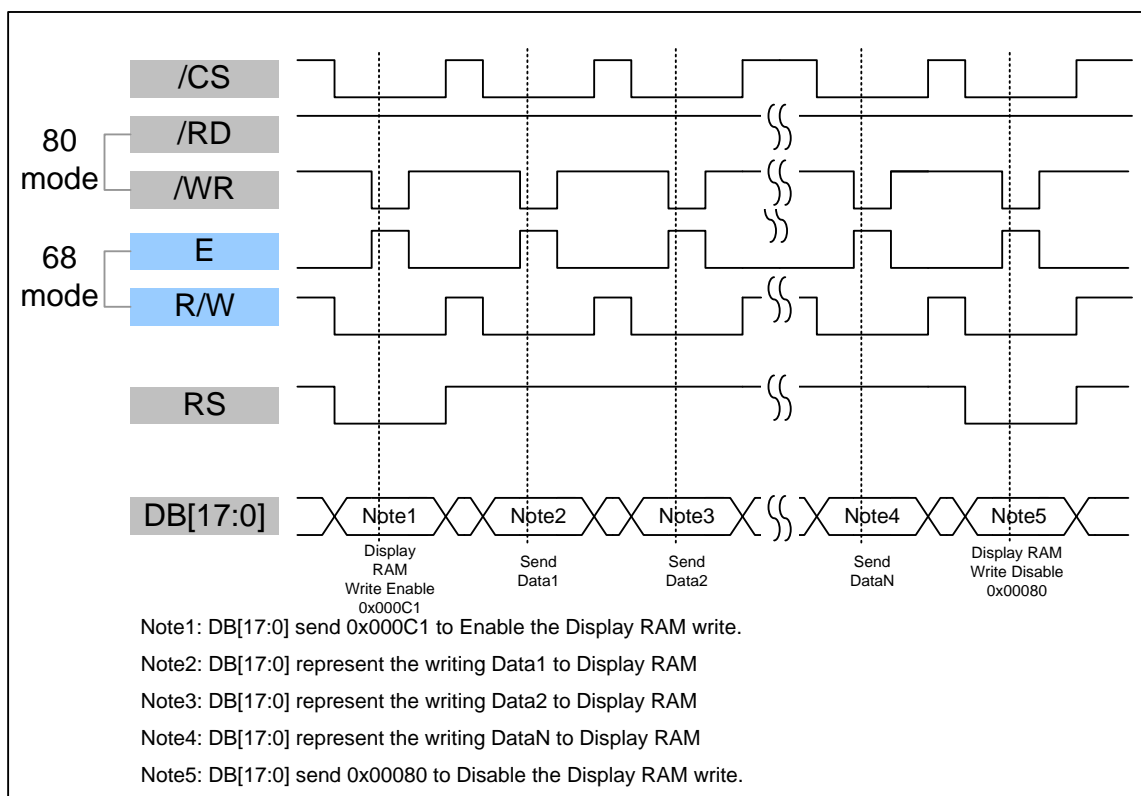 /CS
80
mode
/RD
/WR
68
mode
E
R/W
RS
DB[17:0]
Note1
Note2
Note3
Note4
Note5
Display
RAM
Write Enable
0x000C1
Send
Data1
Send
Data2
Send
DataN
Display RAM
Write Disable
0x00080
Note1: DB[17:0] send 0x000C1 to Enable the Display RAM write.
Note2: DB[17:0] represent the writing Data1 to Display RAM
Note3: DB[17:0] represent the writing Data2 to Display RAM
Note4: DB[17:0] represent the writing DataN to Display RAM
Note5: DB[17:0] send 0x00080 to Disable the Display RAM write.